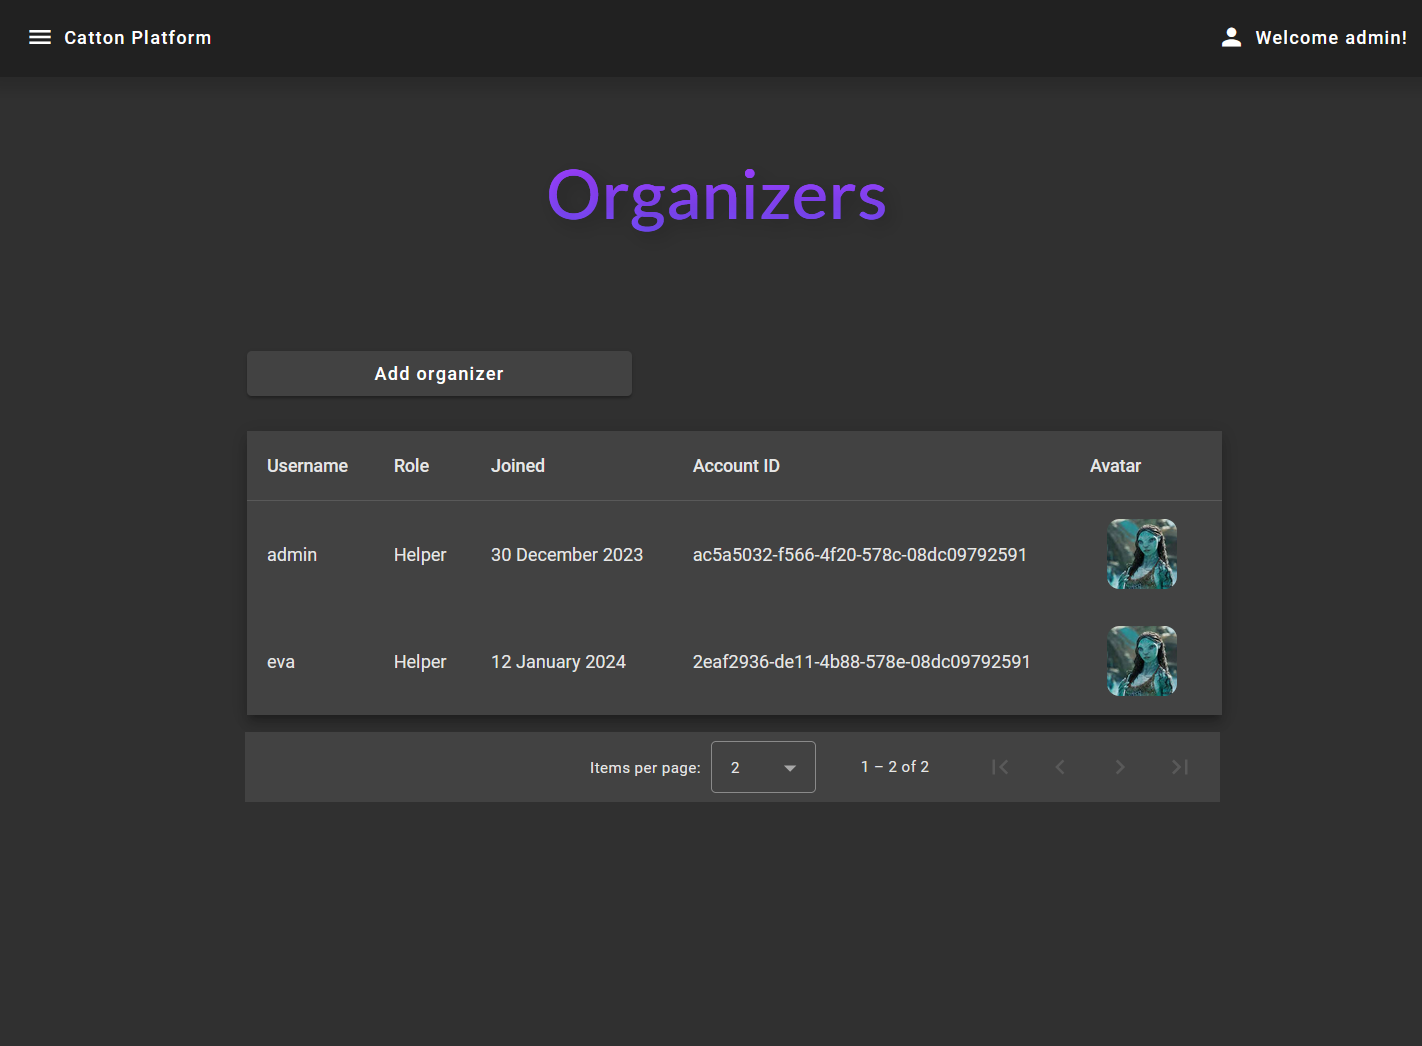 Catton Platform
Welcome admin!
Organizers
Add organizer
Username Role Joined Account ID Avatar
admin Helper 30 December 2023 ac5a5032-f566-4f20-578c-08dc09792591
eva Helper 12 January 2024 2eaf2936-de11-4b88-578e-08dc09792591
Items per page: 2 1 – 2 of 2